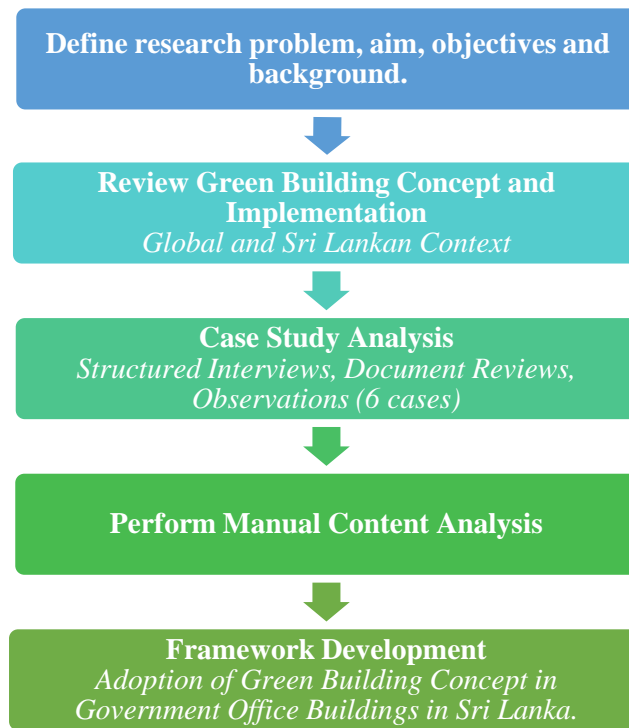 Define research problem, aim, objectives and
background.
Review Green Building Concept and
Implementation
Global and Sri Lankan Context
Case Study Analysis
Structured Interviews, Document Reviews,
Observations (6 cases)
Perform Manual Content Analysis
Framework Development
Adoption of Green Building Concept in
Government Office Buildings in Sri Lanka.